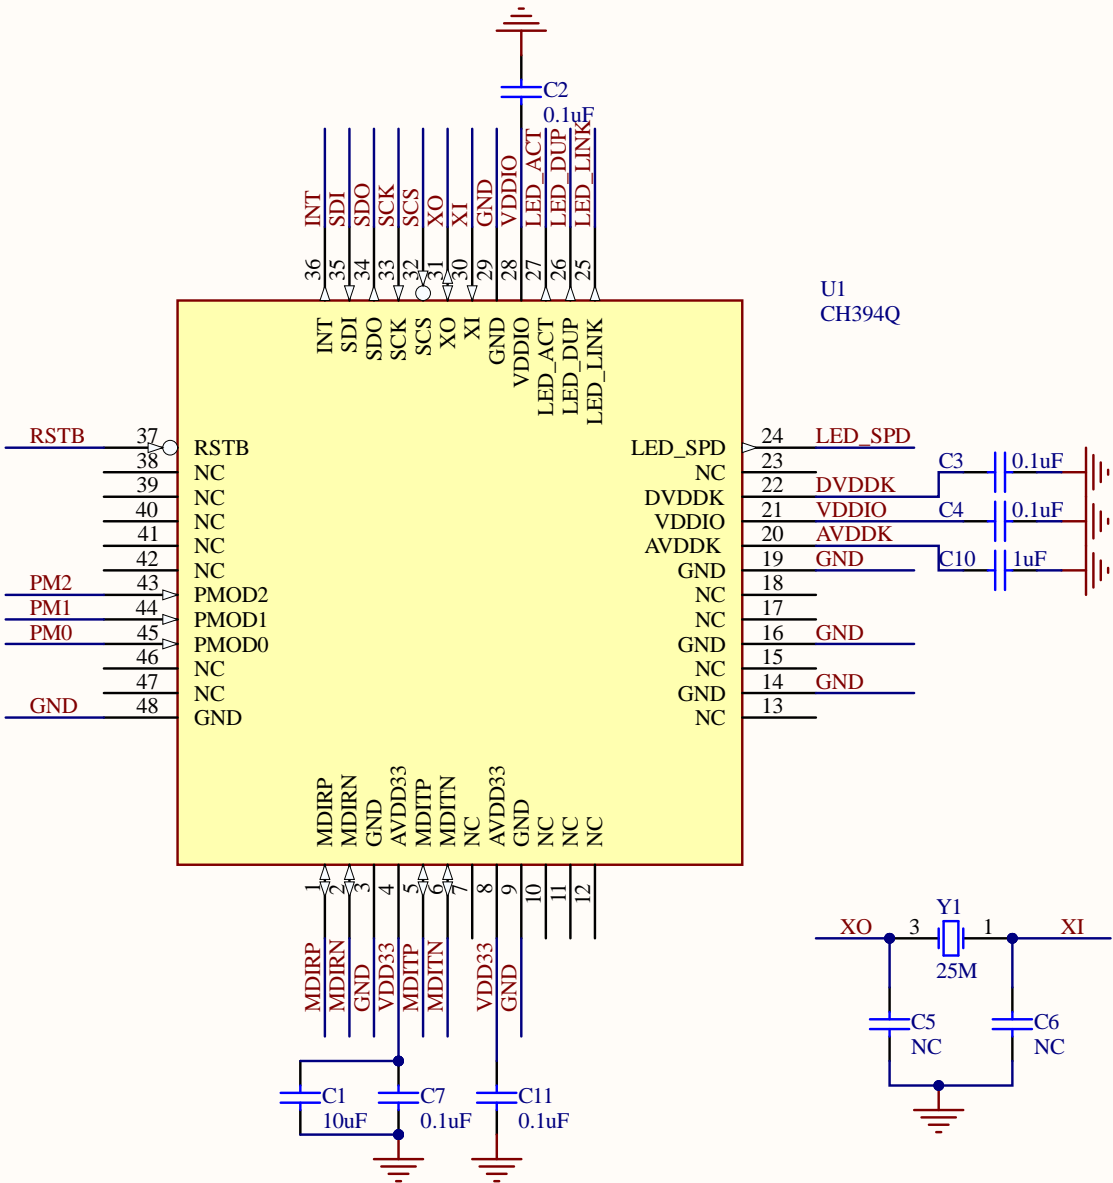 C2
0.1uF
INT
SDI
SDO
SCK
SCS
XO
XI
GND
VDDIO
LED_ACT
LED_DUP
LED_LINK
36
35
34
33
32
31
30
29
28
27
26
25
INT
SDI
SDO
SCK
SCS
XO
XI
GND
VDDIO
LED_ACT
LED_DUP
LED_LINK
U1
CH394Q
RSTB 37 RSTB
38 NC
39 NC
40 NC
41 NC
42 NC
PM2 43 PMOD2
PM1 44 PMOD1
PM0 45 PMOD0
46 NC
47 NC
GND 48 GND
LED_SPD 24 LED_SPD
NC 23
DVDDK 22 DVDDK
VDDIO 21 VDDIO
AVDDK 20 AVDDK
GND 19 GND
NC 18
NC 17
GND 16 GND
NC 15
GND 14 GND
NC 13
C3 0.1uF
C4 0.1uF
C10 1uF
MDIRP
MDIRN
GND
AVDD33
MDITP
MDITN
NC
AVDD33
GND
NC
NC
NC
1
2
3
4
5
6
7
8
9
10
11
12
MDIRP
MDIRN
GND
VDD33
MDITP
MDITN
VDD33
GND
C1
10uF
C7
0.1uF
C11
0.1uF
Y1
XO 3 1 XI
25M
C5
NC
C6
NC